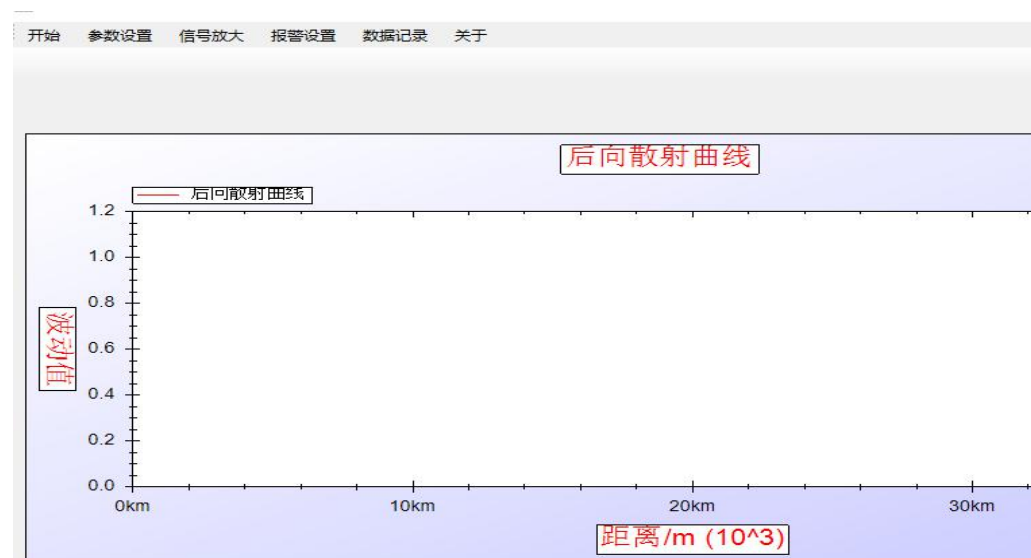 开始 参数设置 信号放大 报警设置 数据记录 关于
后向散射曲线
后向散射曲线
1.2
1.0
0.8
0.6
0.4
0.2
0.0
波动值
0km 10km 20km 30km
距离/m (10^3)